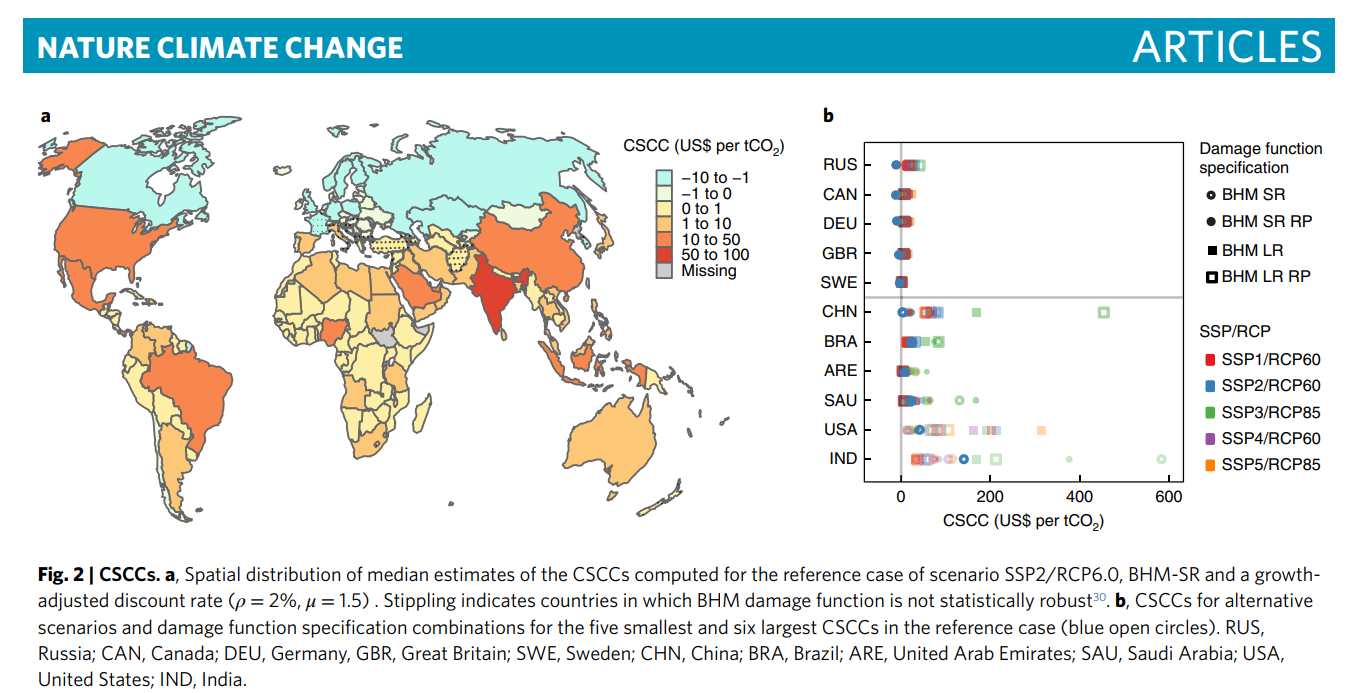 NATURE CLIMATE CHANGE
ARTICLES
a
CSCC (US$ per tCO₂)
−10 to −1
−1 to 0
0 to 1
1 to 10
10 to 50
50 to 100
Missing
b
RUS
CAN
DEU
GBR
SWE
CHN
BRA
ARE
SAU
USA
IND
0
200
400
600
CSCC (US$ per tCO₂)
Damage function
specification
BHM SR
BHM SR RP
BHM LR
BHM LR RP
SSP/RCP
SSP1/RCP60
SSP2/RCP60
SSP3/RCP85
SSP4/RCP60
SSP5/RCP85
Fig. 2 | CSCCs. a, Spatial distribution of median estimates of the CSCCs computed for the reference case of scenario SSP2/RCP6.0, BHM-SR and a growth-
adjusted discount rate (ρ = 2%, μ = 1.5) . Stippling indicates countries in which BHM damage function is not statistically robust³⁰. b, CSCCs for alternative
scenarios and damage function specification combinations for the five smallest and six largest CSCCs in the reference case (blue open circles). RUS,
Russia; CAN, Canada; DEU, Germany, GBR, Great Britain; SWE, Sweden; CHN, China; BRA, Brazil; ARE, United Arab Emirates; SAU, Saudi Arabia; USA,
United States; IND, India.